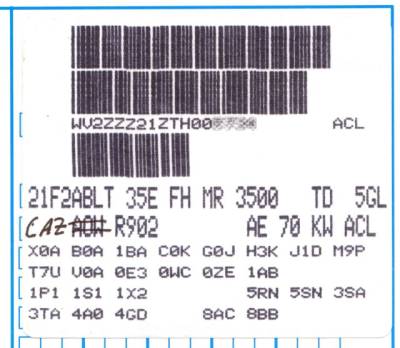 WV2ZZZ21ZTH00 ACL
21F2ABLT 35E FH MR 3500 TD 5GL
CAZ R902 AE 70 KW ACL
X0A B0A 1BA C0K G0J H3K J1D M9P
T7U V0A 0E3 0WC 0ZE 1AB
1P1 1S1 1X2 5RN 5SN 3SA
3TA 4A0 4GD 8AC 8BB